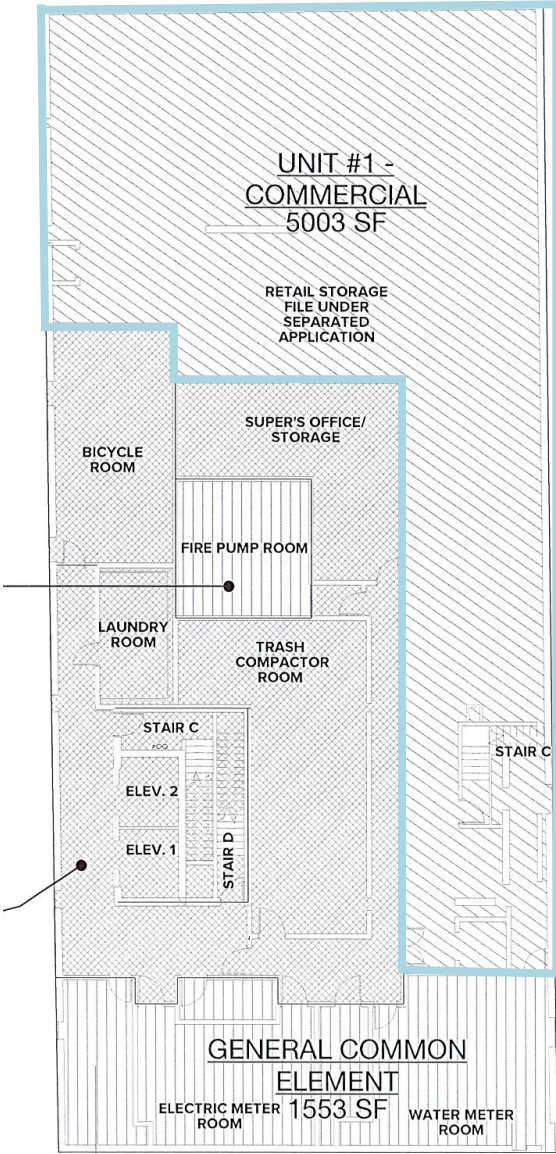 UNIT #1 -
COMMERCIAL
5003 SF
RETAIL STORAGE
FILE UNDER
SEPARATED
APPLICATION
SUPER'S OFFICE/
STORAGE
BICYCLE
ROOM
FIRE PUMP ROOM
LAUNDRY
ROOM
TRASH
COMPACTOR
ROOM
STAIR C
STAIR C
ELEV. 2
ELEV. 1
STAIR D
GENERAL COMMON
ELEMENT
1553 SF
ELECTRIC METER
ROOM
WATER METER
ROOM